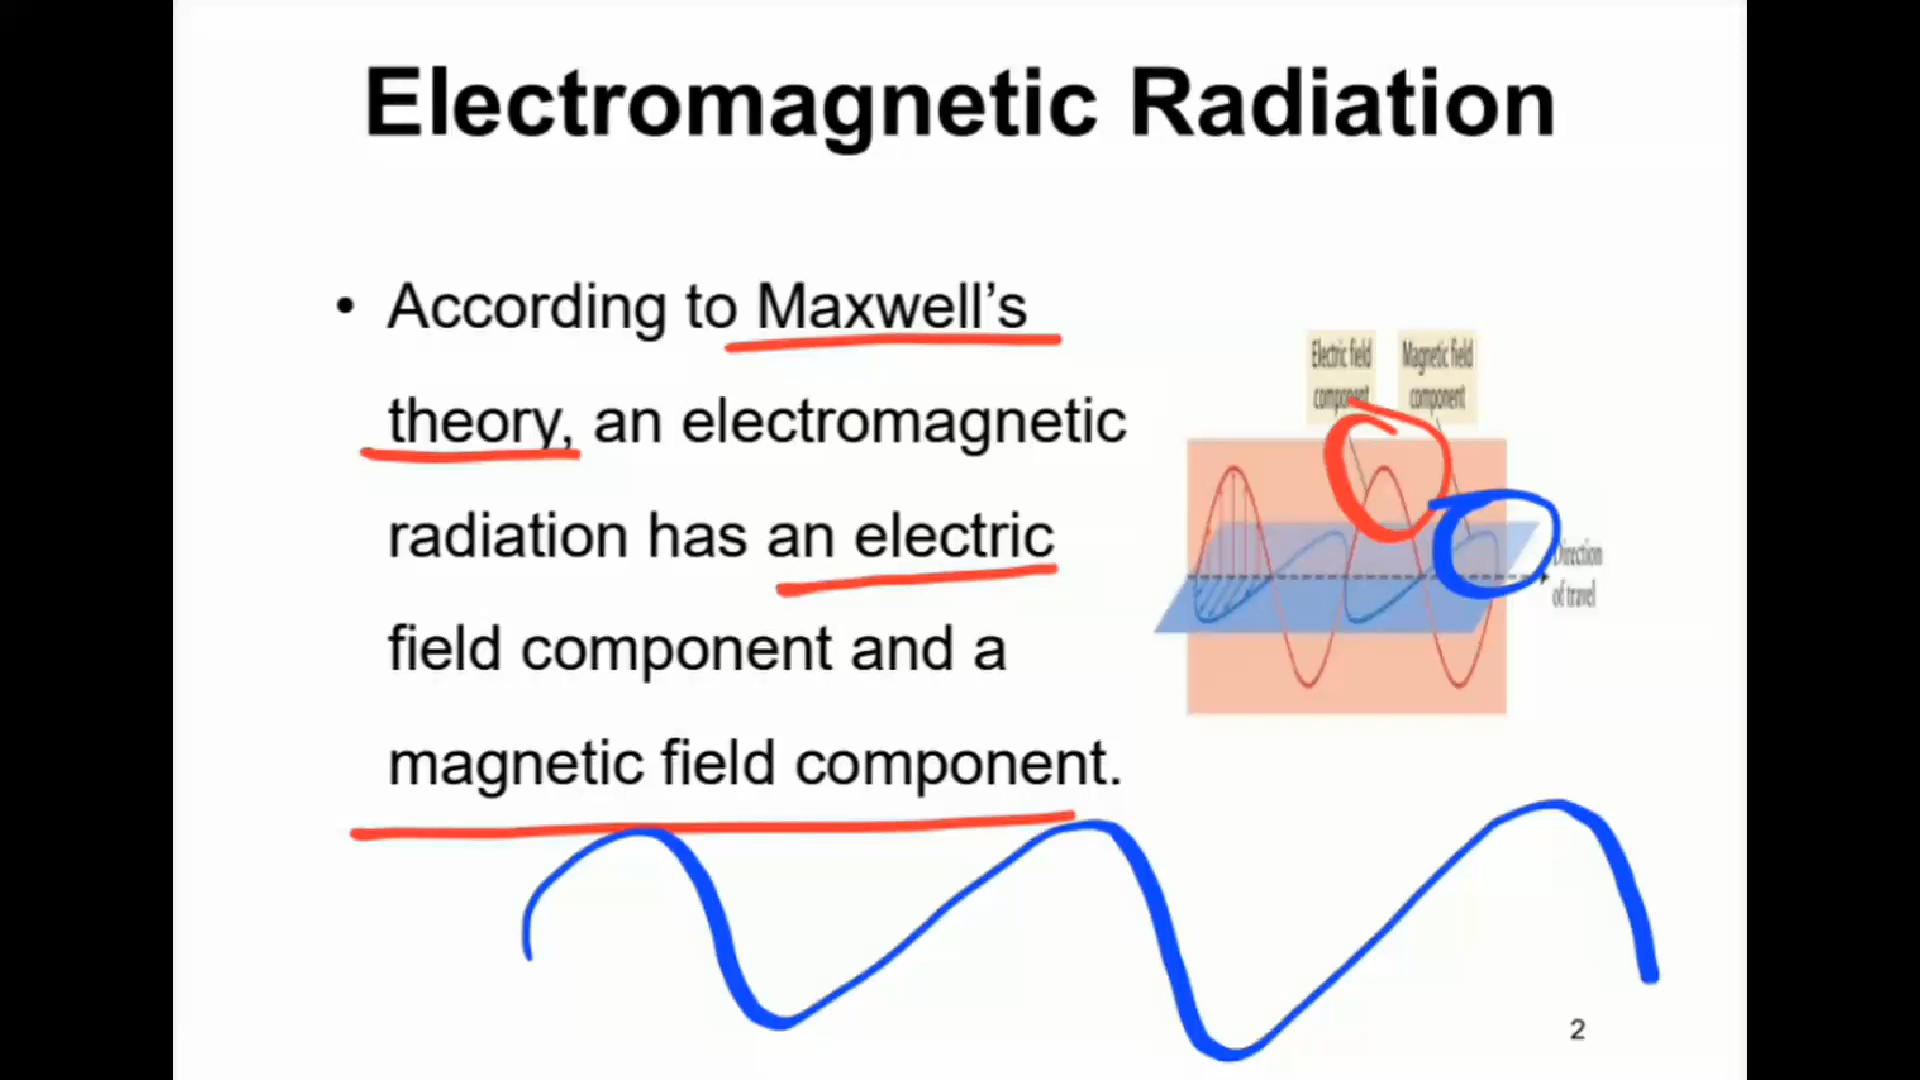 Electromagnetic Radiation
• According to Maxwell’s
theory, an electromagnetic
radiation has an electric
field component and a
magnetic field component.
Electric field
component
Magnetic field
component
Direction
of travel
2